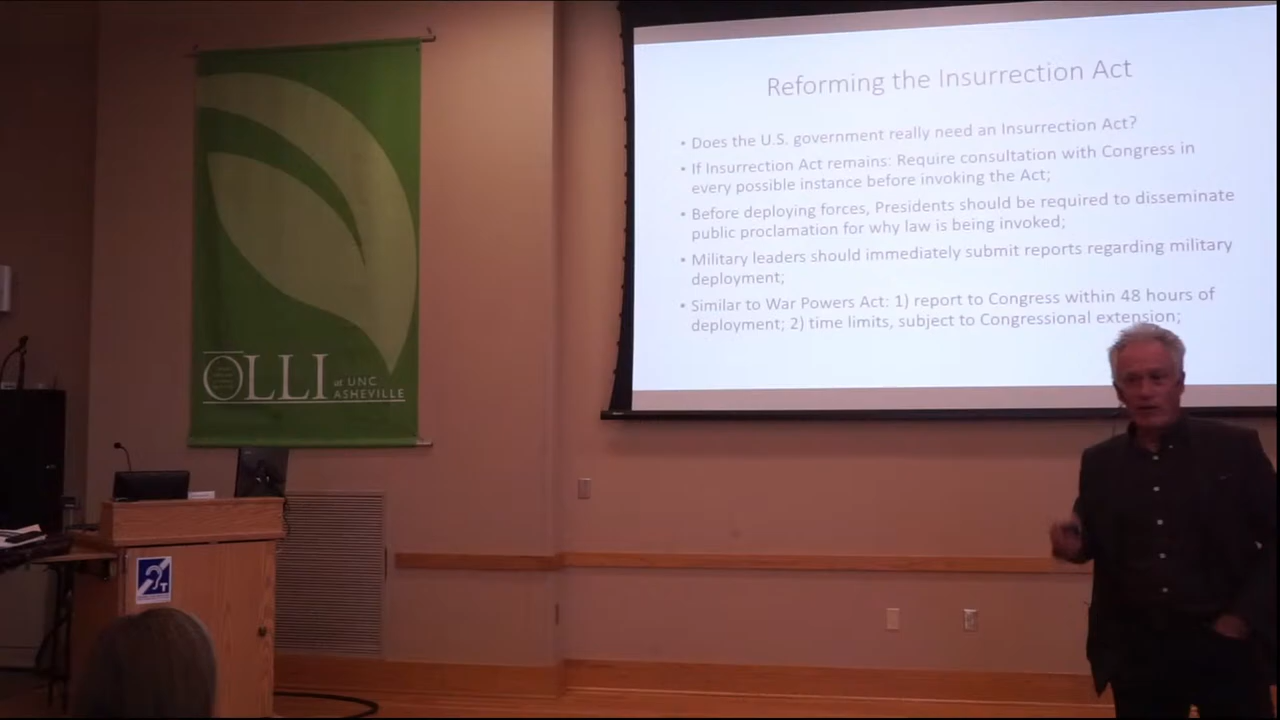 Reforming the Insurrection Act
• Does the U.S. government really need an Insurrection Act?
• If Insurrection Act remains: Require consultation with Congress in
every possible instance before invoking the Act;
• Before deploying forces, Presidents should be required to disseminate
public proclamation for why law is being invoked;
• Military leaders should immediately submit reports regarding military
deployment;
• Similar to War Powers Act: 1) report to Congress within 48 hours of
deployment; 2) time limits, subject to Congressional extension;
OLLI at UNC
ASHEVILLE
T